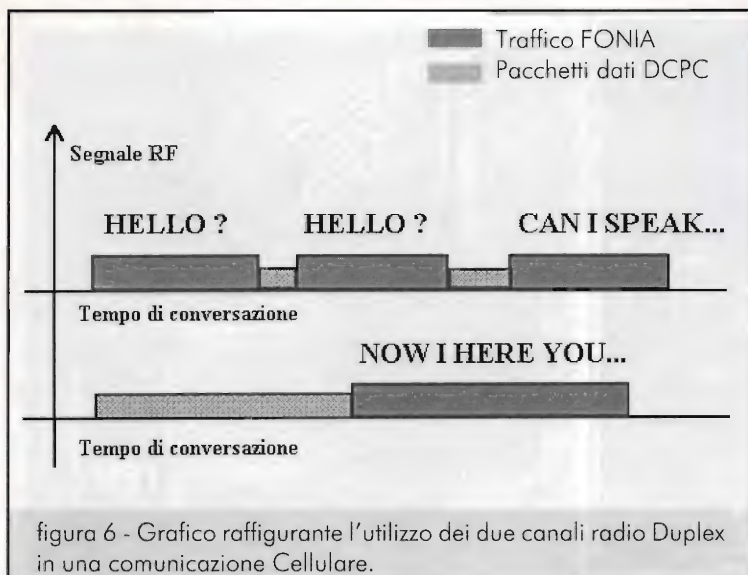 Traffico FONIA
Pacchetti dati DCPC
Segnale RF
HELLO ? HELLO ? CAN I SPEAK...
Tempo di conversazione
NOW I HERE YOU...
Tempo di conversazione
figura 6 - Grafico raffigurante l'utilizzo dei due canali radio Duplex
in una comunicazione Cellulare.